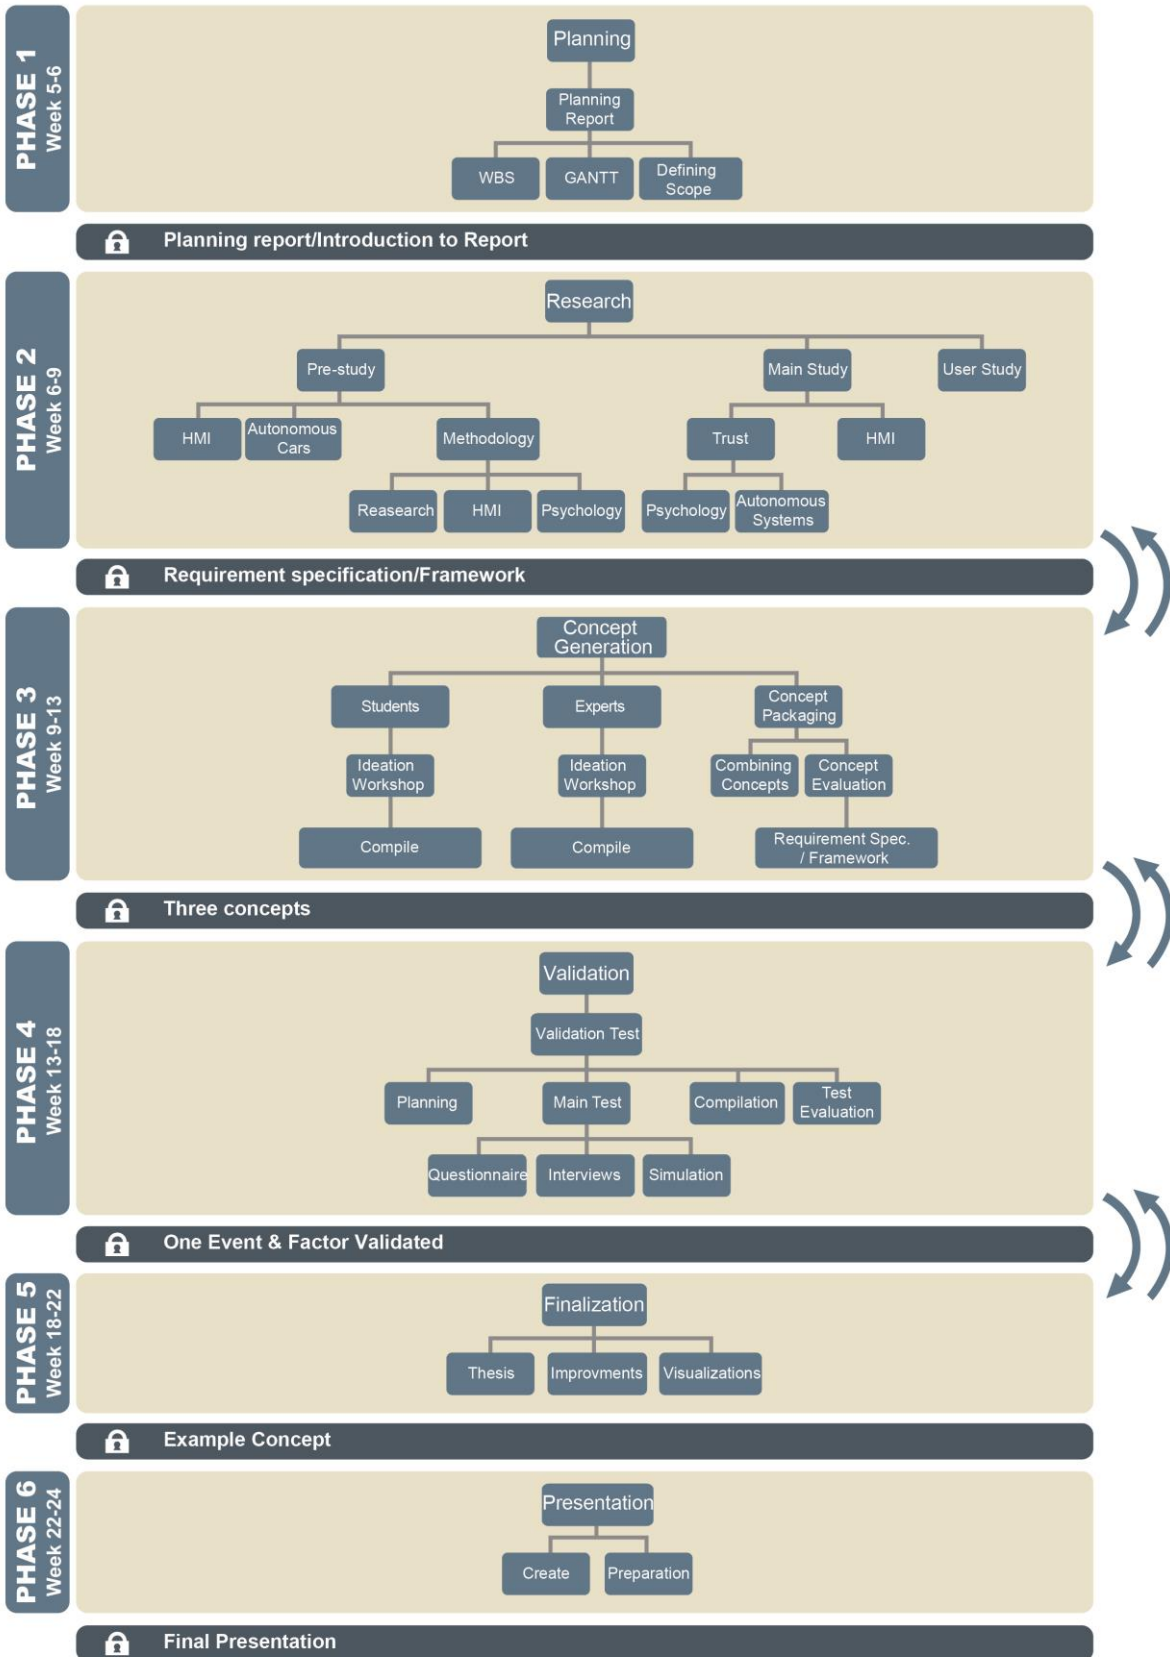 PHASE 1
Week 5-6
Planning
Planning
Report
WBS
GANTT
Defining
Scope
Planning report/Introduction to Report
PHASE 2
Week 6-9
Research
Pre-study
Main Study
User Study
HMI
Autonomous
Cars
Methodology
Trust
HMI
Reasearch
HMI
Psychology
Psychology
Autonomous
Systems
Requirement specification/Framework
PHASE 3
Week 9-13
Concept
Generation
Students
Experts
Concept
Packaging
Ideation
Workshop
Ideation
Workshop
Combining
Concepts
Concept
Evaluation
Compile
Compile
Requirement Spec.
/ Framework
Three concepts
PHASE 4
Week 13-18
Validation
Validation Test
Planning
Main Test
Compilation
Test
Evaluation
Questionnaire
Interviews
Simulation
One Event & Factor Validated
PHASE 5
Week 18-22
Finalization
Thesis
Improvments
Visualizations
Example Concept
PHASE 6
Week 22-24
Presentation
Create
Preparation
Final Presentation